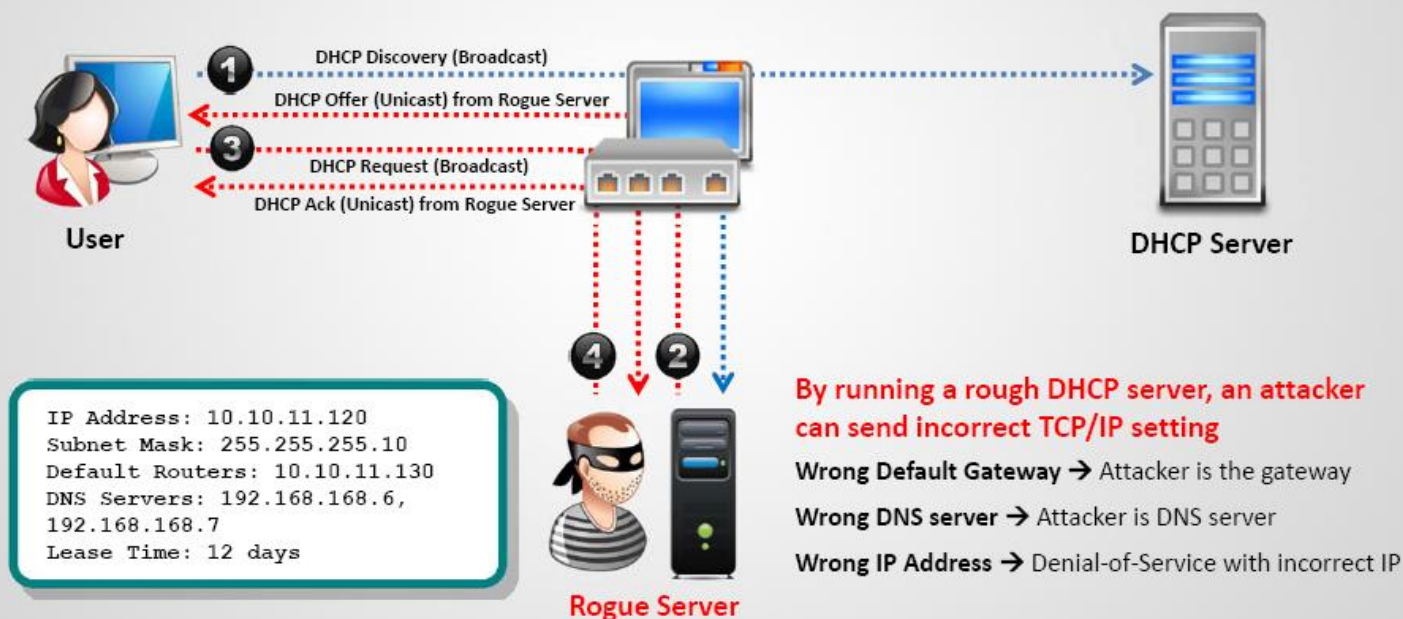 1
DHCP Discovery (Broadcast)
DHCP Offer (Unicast) from Rogue Server
3
DHCP Request (Broadcast)
DHCP Ack (Unicast) from Rogue Server
User
DHCP Server
4
2
IP Address: 10.10.11.120
Subnet Mask: 255.255.255.10
Default Routers: 10.10.11.130
DNS Servers: 192.168.168.6,
192.168.168.7
Lease Time: 12 days
Rogue Server
By running a rough DHCP server, an attacker
can send incorrect TCP/IP setting
Wrong Default Gateway → Attacker is the gateway
Wrong DNS server → Attacker is DNS server
Wrong IP Address → Denial-of-Service with incorrect IP